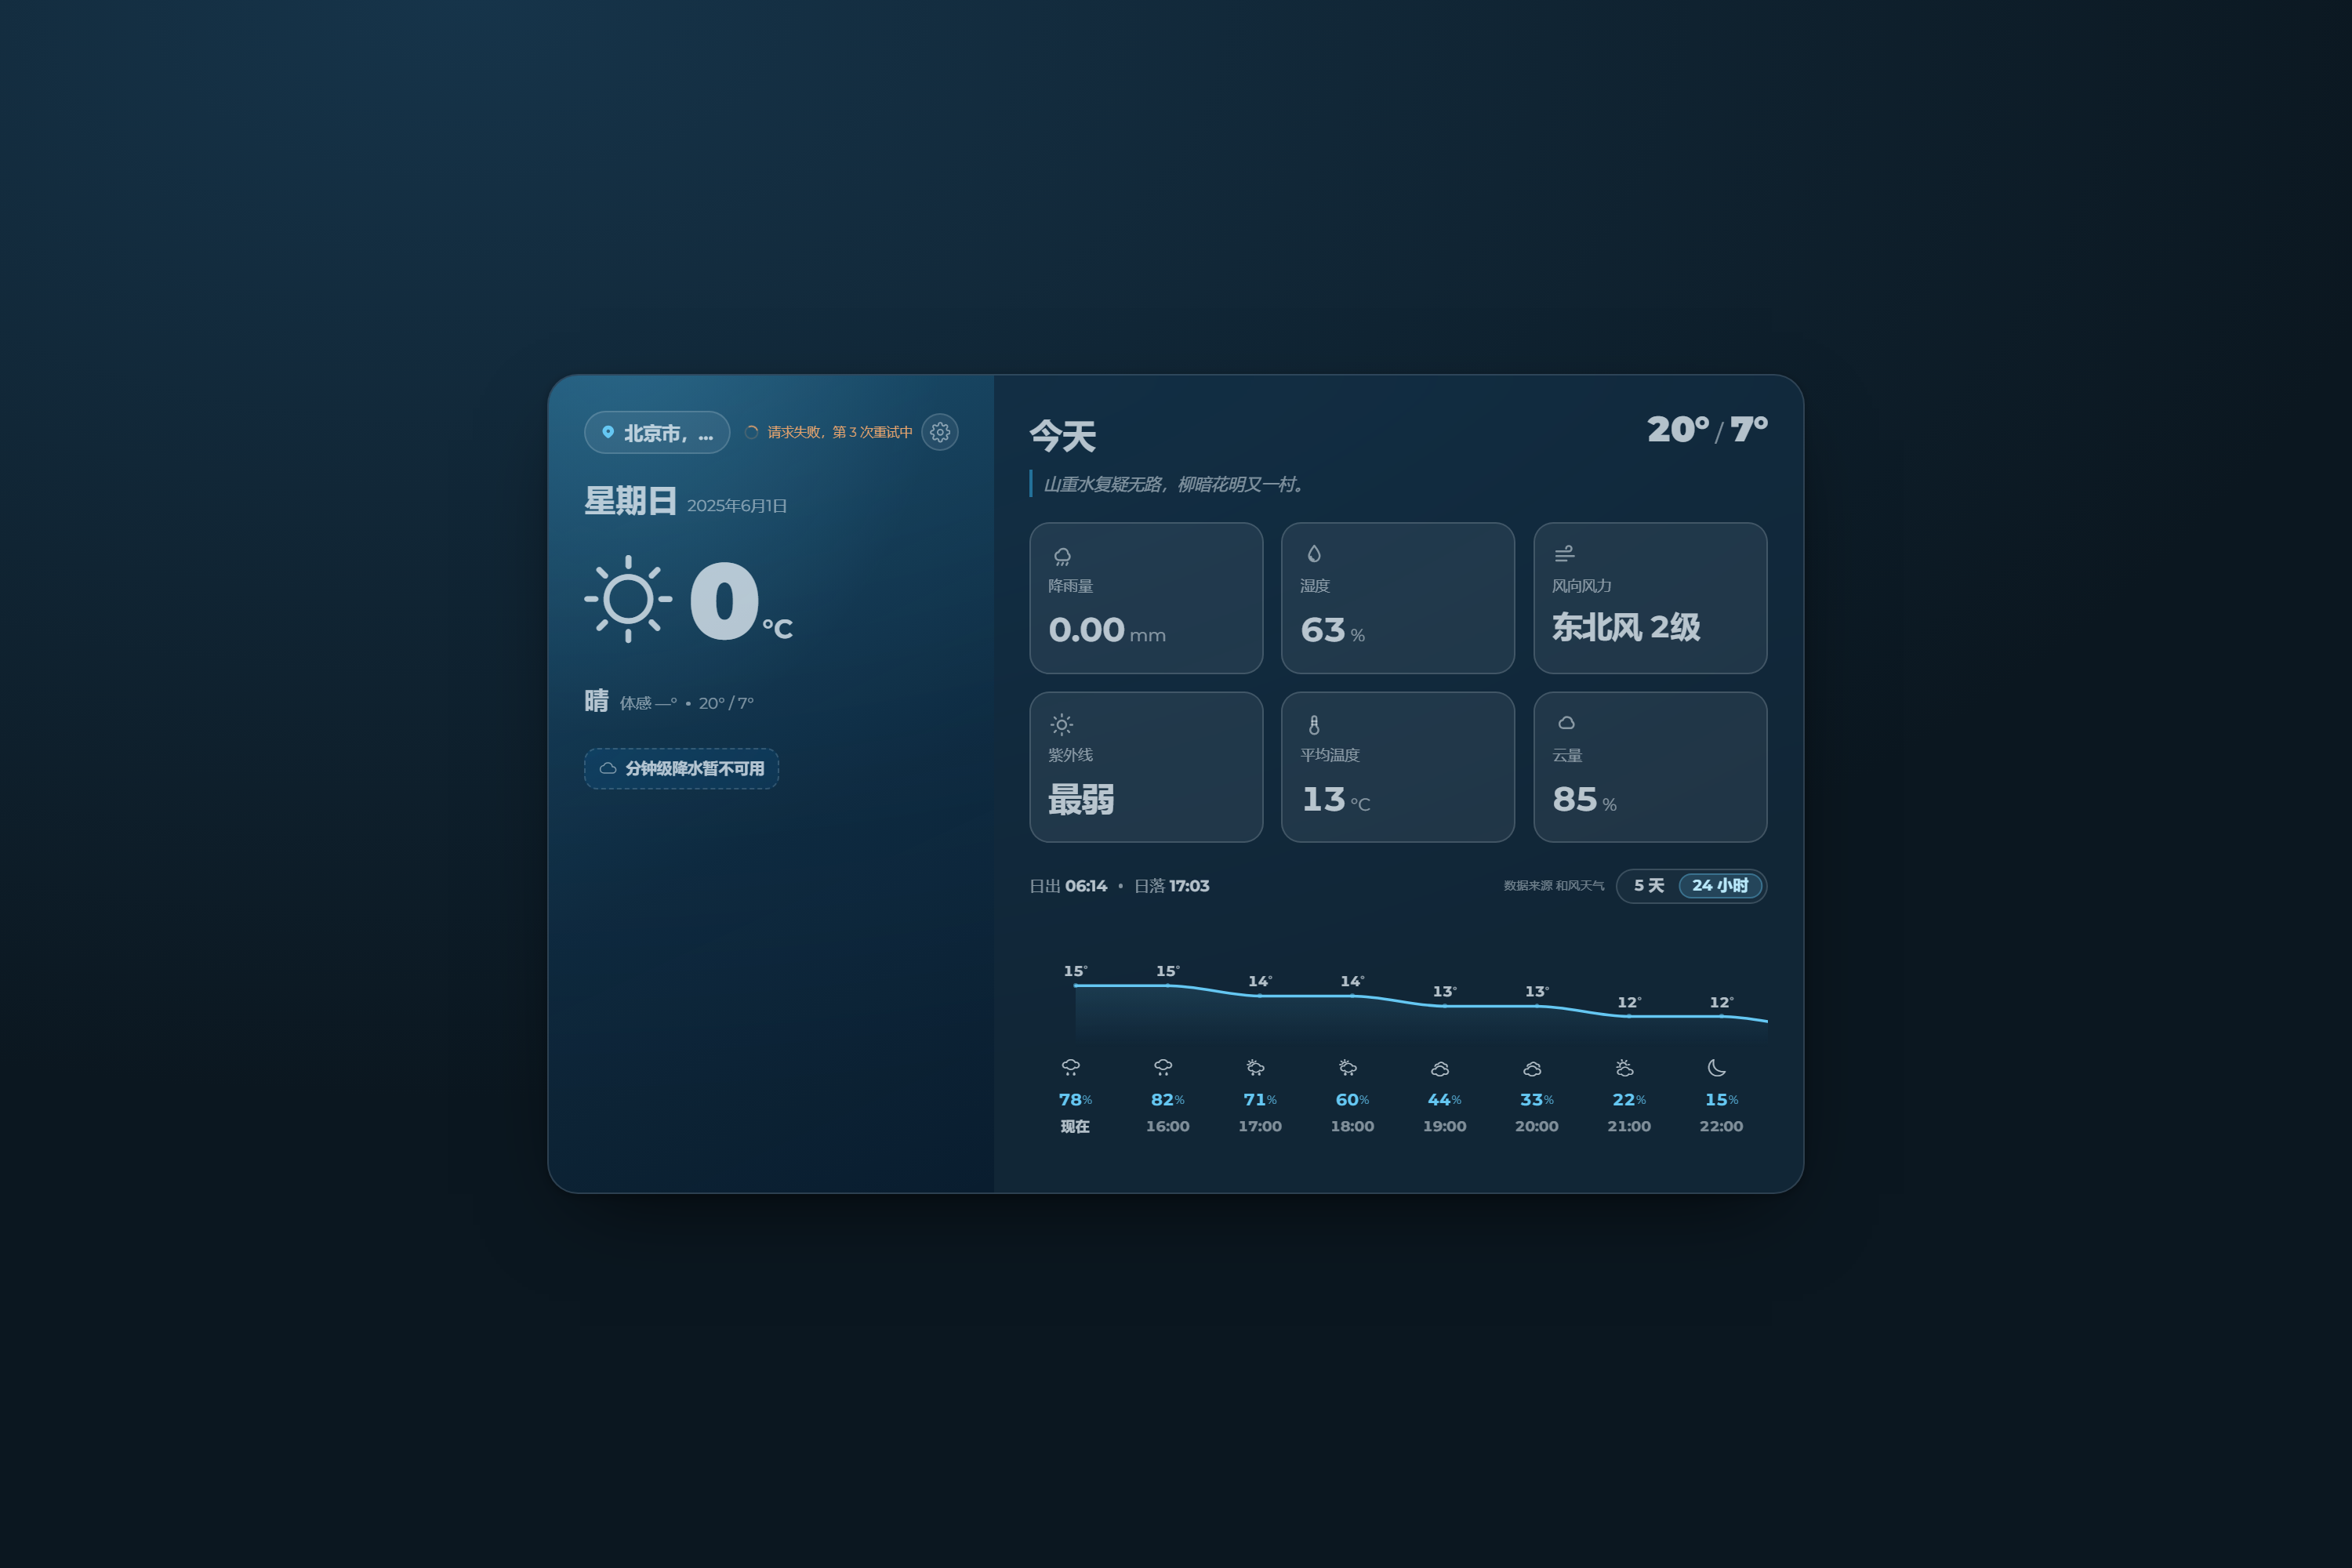 北京市，...
请求失败，第 3 次重试中
星期日 2025年6月1日
0°C
晴 体感 —° • 20° / 7°
分钟级降水暂不可用
今天
20° / 7°
山重水复疑无路，柳暗花明又一村。
降雨量
0.00 mm
湿度
63 %
风向风力
东北风 2级
紫外线
最弱
平均温度
13 °C
云量
85 %
日出 06:14 • 日落 17:03
数据来源 和风天气
5 天
24 小时
15° 15° 14° 14° 13° 13° 12° 12°
78% 82% 71% 60% 44% 33% 22% 15%
现在 16:00 17:00 18:00 19:00 20:00 21:00 22:00